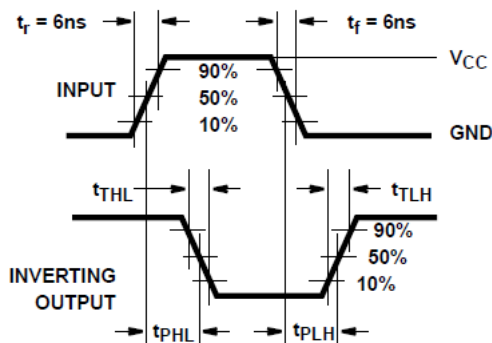 tr = 6ns
tf = 6ns
VCC
INPUT
90%
50%
10%
GND
tTHL
tTLH
90%
50%
10%
INVERTING
OUTPUT
tPHL
tPLH